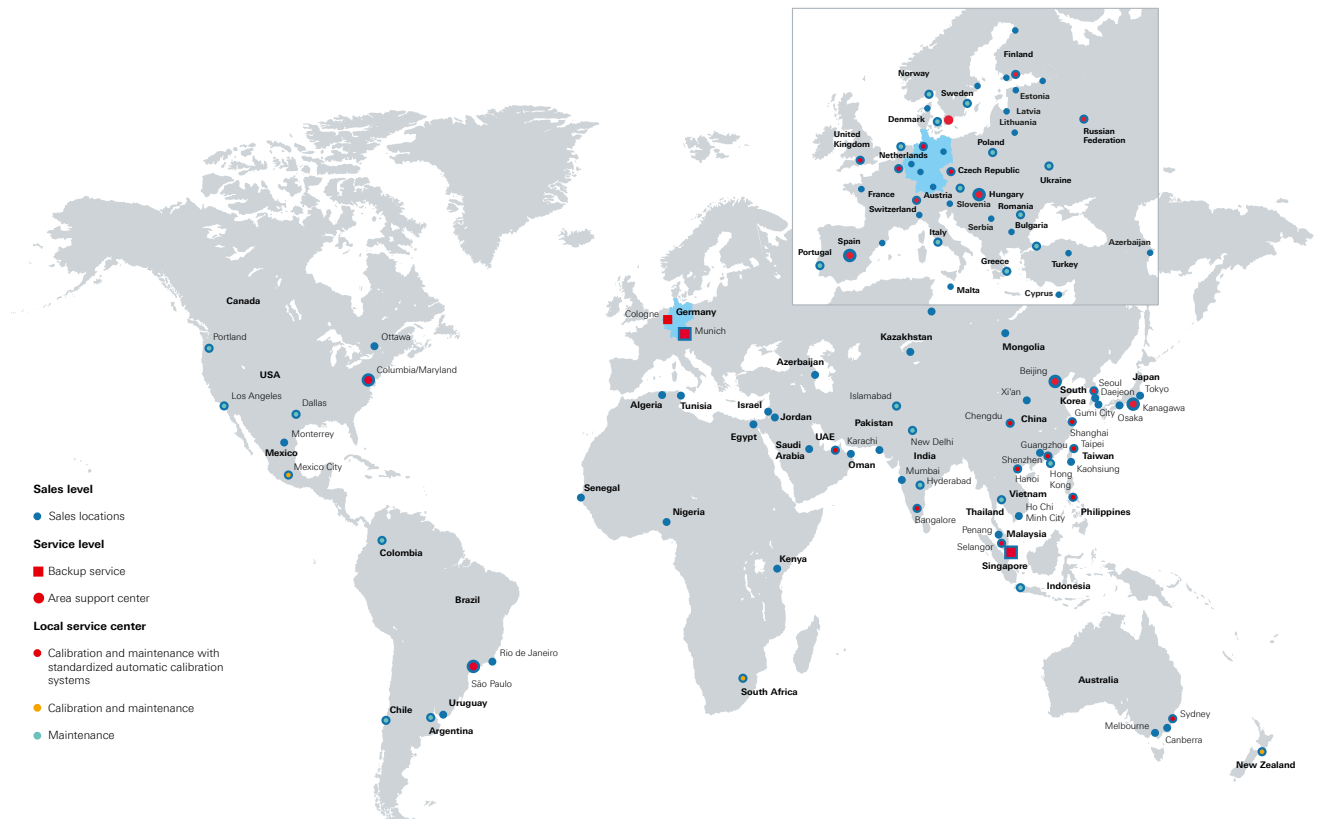 Finland
Norway
Sweden
Estonia
Latvia
Lithuania
Denmark
Russian
Federation
United
Kingdom
Poland
Netherlands
Czech Republic
Ukraine
France
Austria
Hungary
Slovenia
Switzerland
Romania
Serbia
Bulgaria
Italy
Spain
Portugal
Azerbaijan
Turkey
Greece
Malta
Cyprus
Canada
Portland
Ottawa
USA
Columbia/Maryland
Los Angeles
Dallas
Monterrey
Mexico
Mexico City
Cologne
Germany
Munich
Kazakhstan
Mongolia
Azerbaijan
Algeria
Tunisia
Israel
Jordan
Egypt
Saudi
Arabia
UAE
Oman
Islamabad
Pakistan
Karachi
New Delhi
India
Mumbai
Hyderabad
Bangalore
Beijing
Xi'an
Chengdu
China
South
Korea
Seoul
Daejeon
Gumi City
Japan
Tokyo
Kanagawa
Osaka
Shanghai
Guangzhou
Taipei
Shenzhen
Taiwan
Hanoi
Hong
Kong
Kaohsiung
Vietnam
Thailand
Ho Chi
Minh City
Philippines
Penang
Malaysia
Selangor
Singapore
Indonesia
Senegal
Nigeria
Kenya
South Africa
Colombia
Brazil
Rio de Janeiro
São Paulo
Uruguay
Chile
Argentina
Australia
Sydney
Melbourne
Canberra
New Zealand
Sales level
Sales locations
Service level
Backup service
Area support center
Local service center
Calibration and maintenance with
standardized automatic calibration
systems
Calibration and maintenance
Maintenance